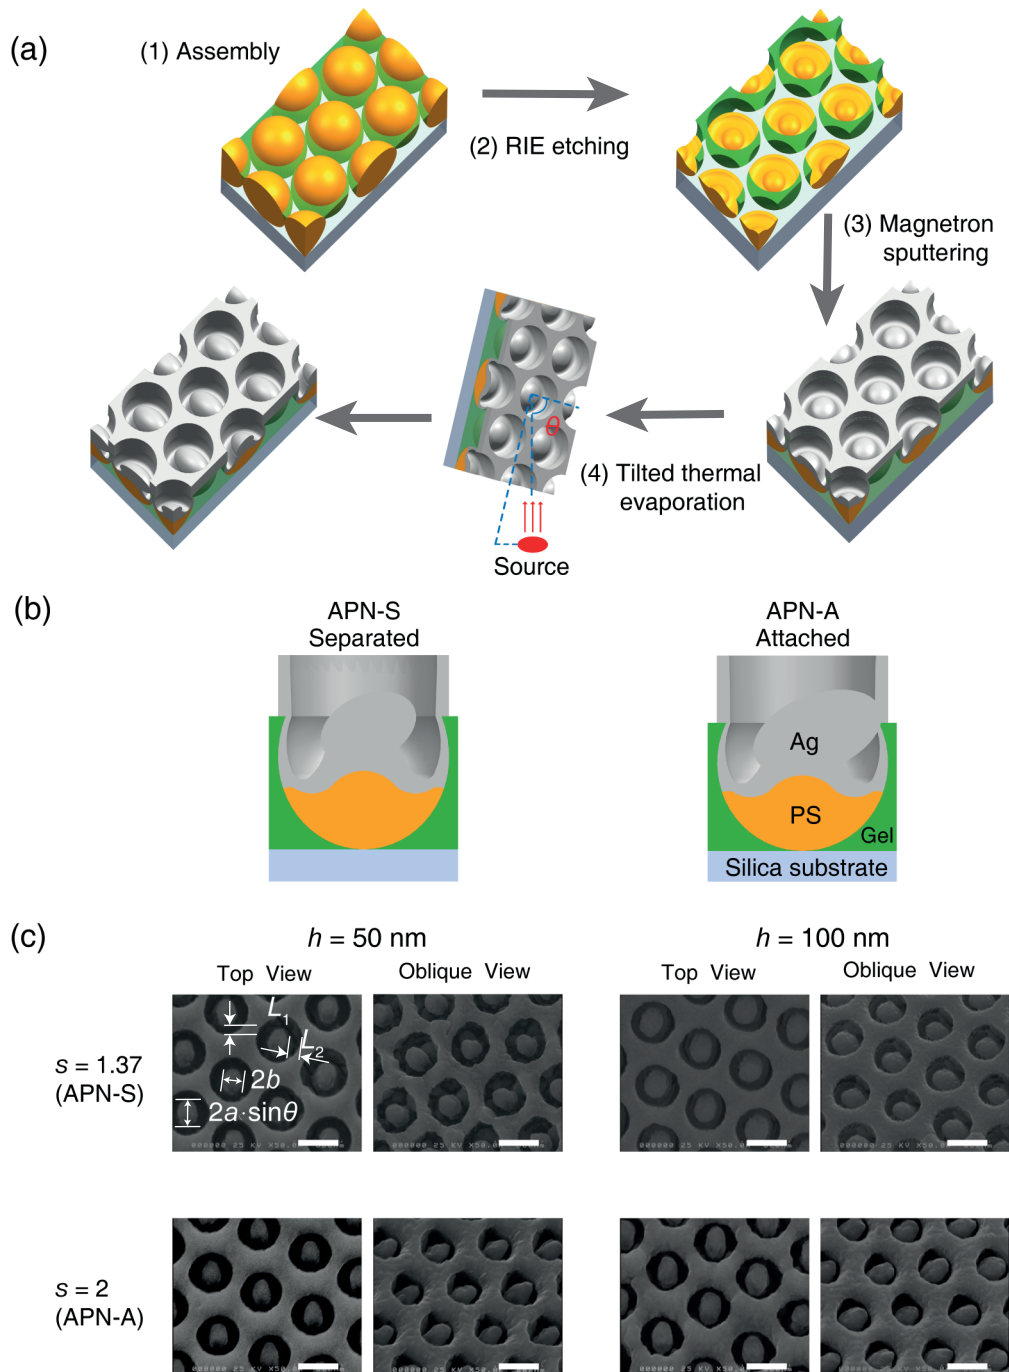 (a)
(1) Assembly
(2) RIE etching
(3) Magnetron
sputtering
θ
(4) Tilted thermal
evaporation
Source
(b)
APN-S
Separated
APN-A
Attached
Ag
PS
Gel
Silica substrate
(c)
h = 50 nm
h = 100 nm
Top View
Oblique View
Top View
Oblique View
s = 1.37
(APN-S)
L₁
L₂
2b
2a·sinθ
s = 2
(APN-A)